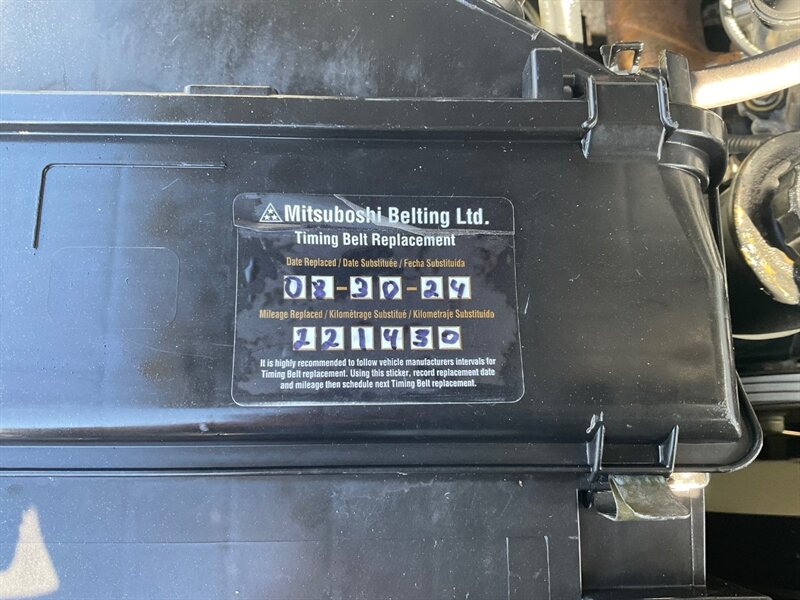 Mitsuboshi Belting Ltd.
Timing Belt Replacement
Date Replaced / Date Substituée / Fecha Substituida
08-30-24
Mileage Replaced / Kilométrage Substitué / Kilometraje Substituido
221430
It is highly recommended to follow vehicle manufacturers intervals for
Timing Belt replacement. Using this sticker, record replacement date
and mileage then schedule next Timing Belt replacement.